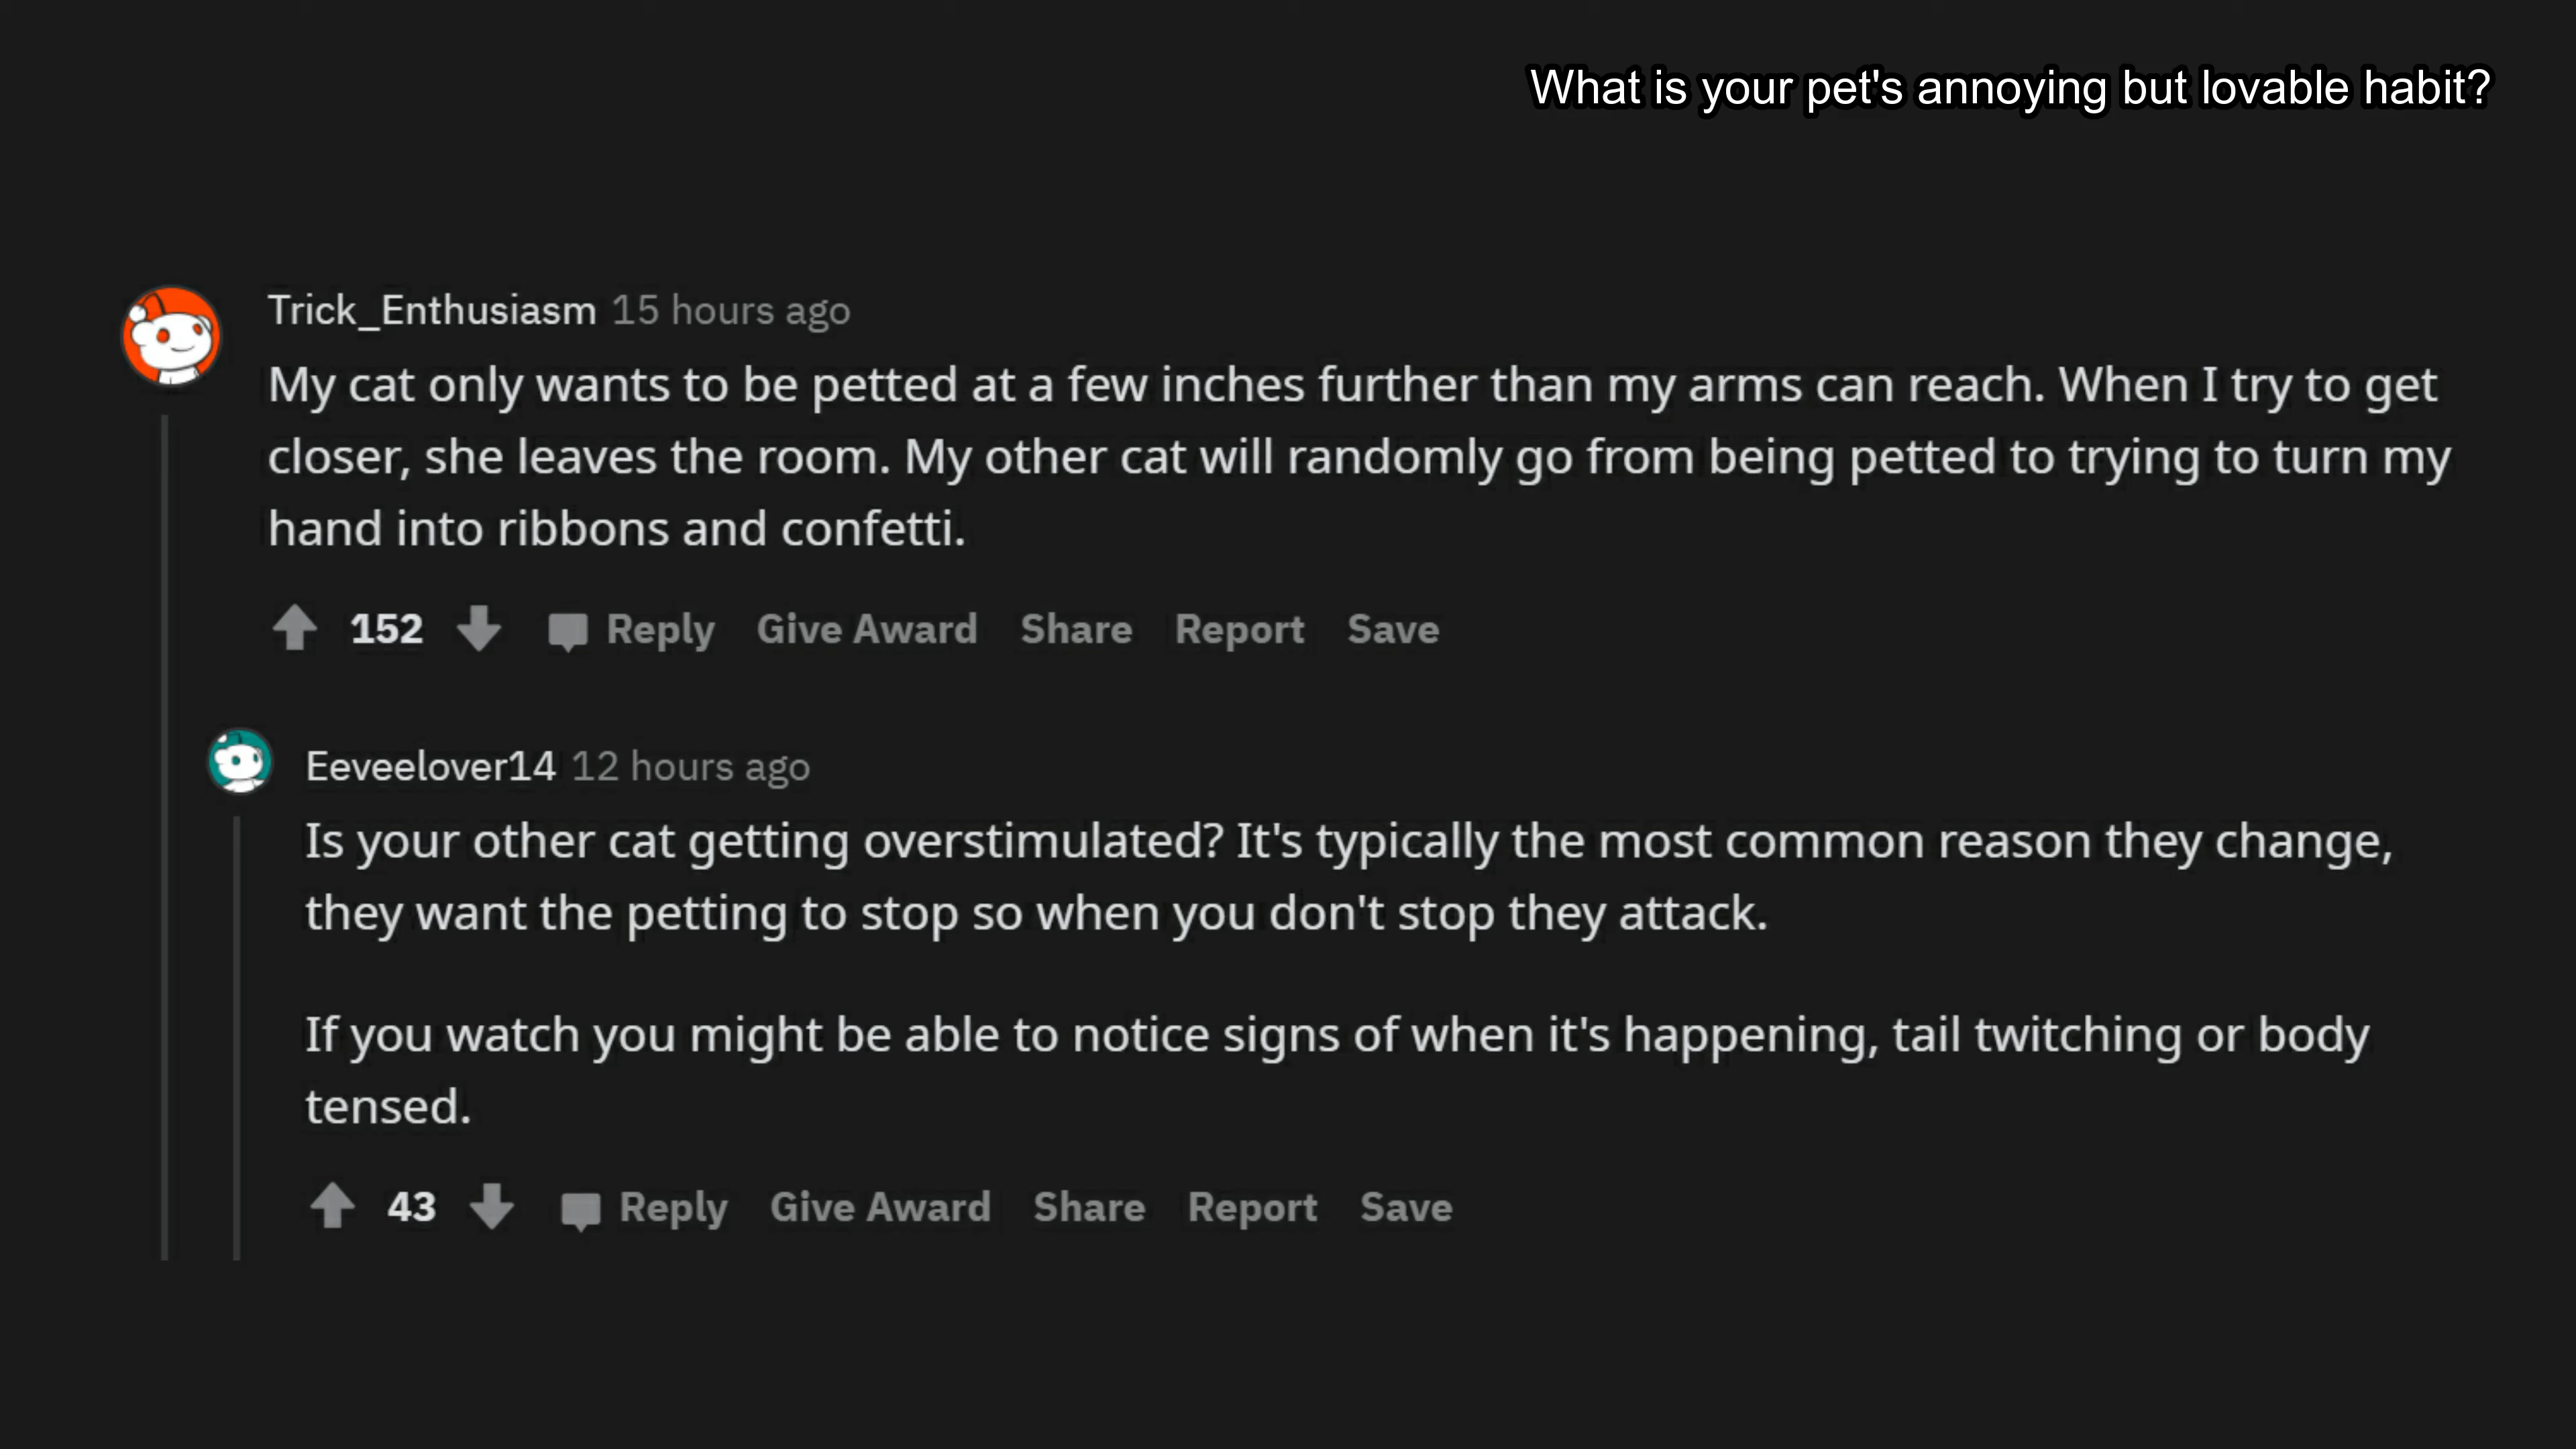 What is your pet's annoying but lovable habit?
Trick_Enthusiasm 15 hours ago
My cat only wants to be petted at a few inches further than my arms can reach. When I try to get
closer, she leaves the room. My other cat will randomly go from being petted to trying to turn my
hand into ribbons and confetti.
152 Reply Give Award Share Report Save
Eeveelover14 12 hours ago
Is your other cat getting overstimulated? It's typically the most common reason they change,
they want the petting to stop so when you don't stop they attack.
If you watch you might be able to notice signs of when it's happening, tail twitching or body
tensed.
43 Reply Give Award Share Report Save